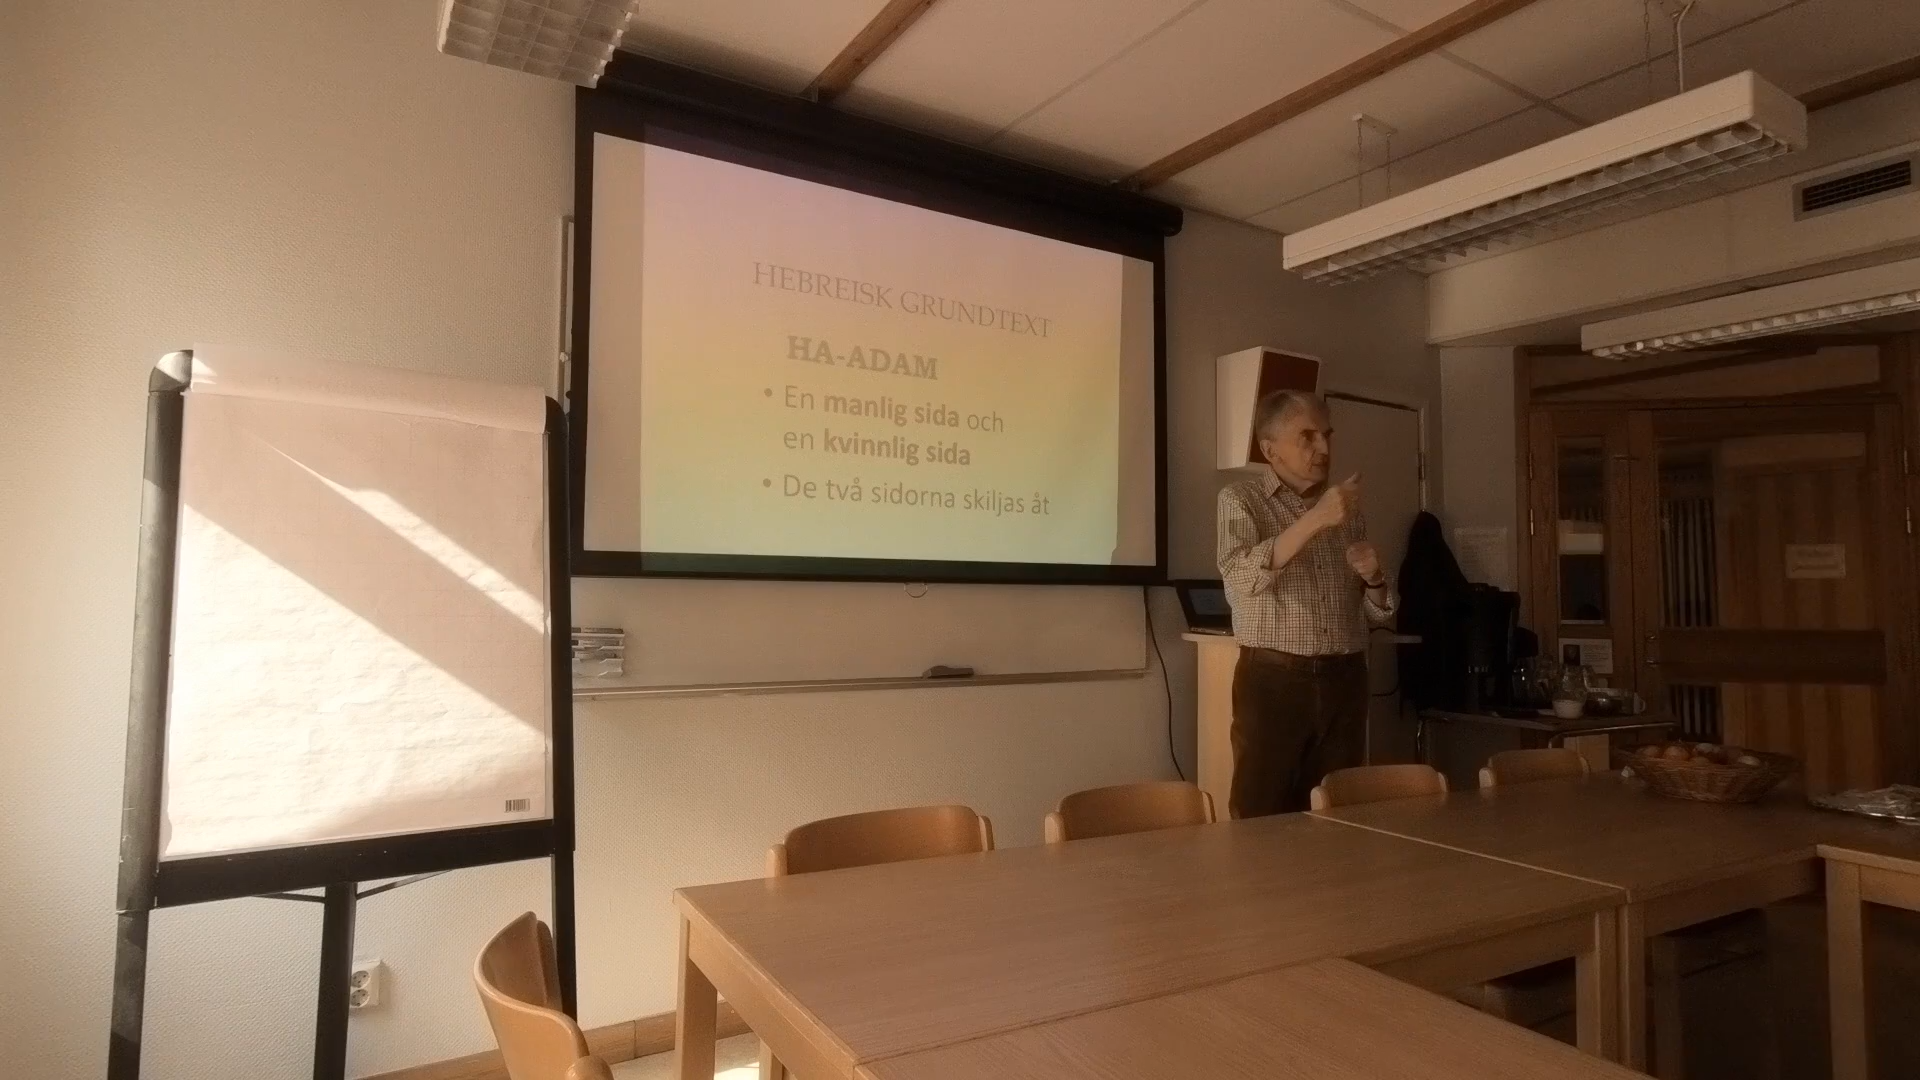 HEBREISK GRUNDTEXT
HA-ADAM
• En manlig sida och
en kvinnlig sida
• De två sidorna skiljas åt